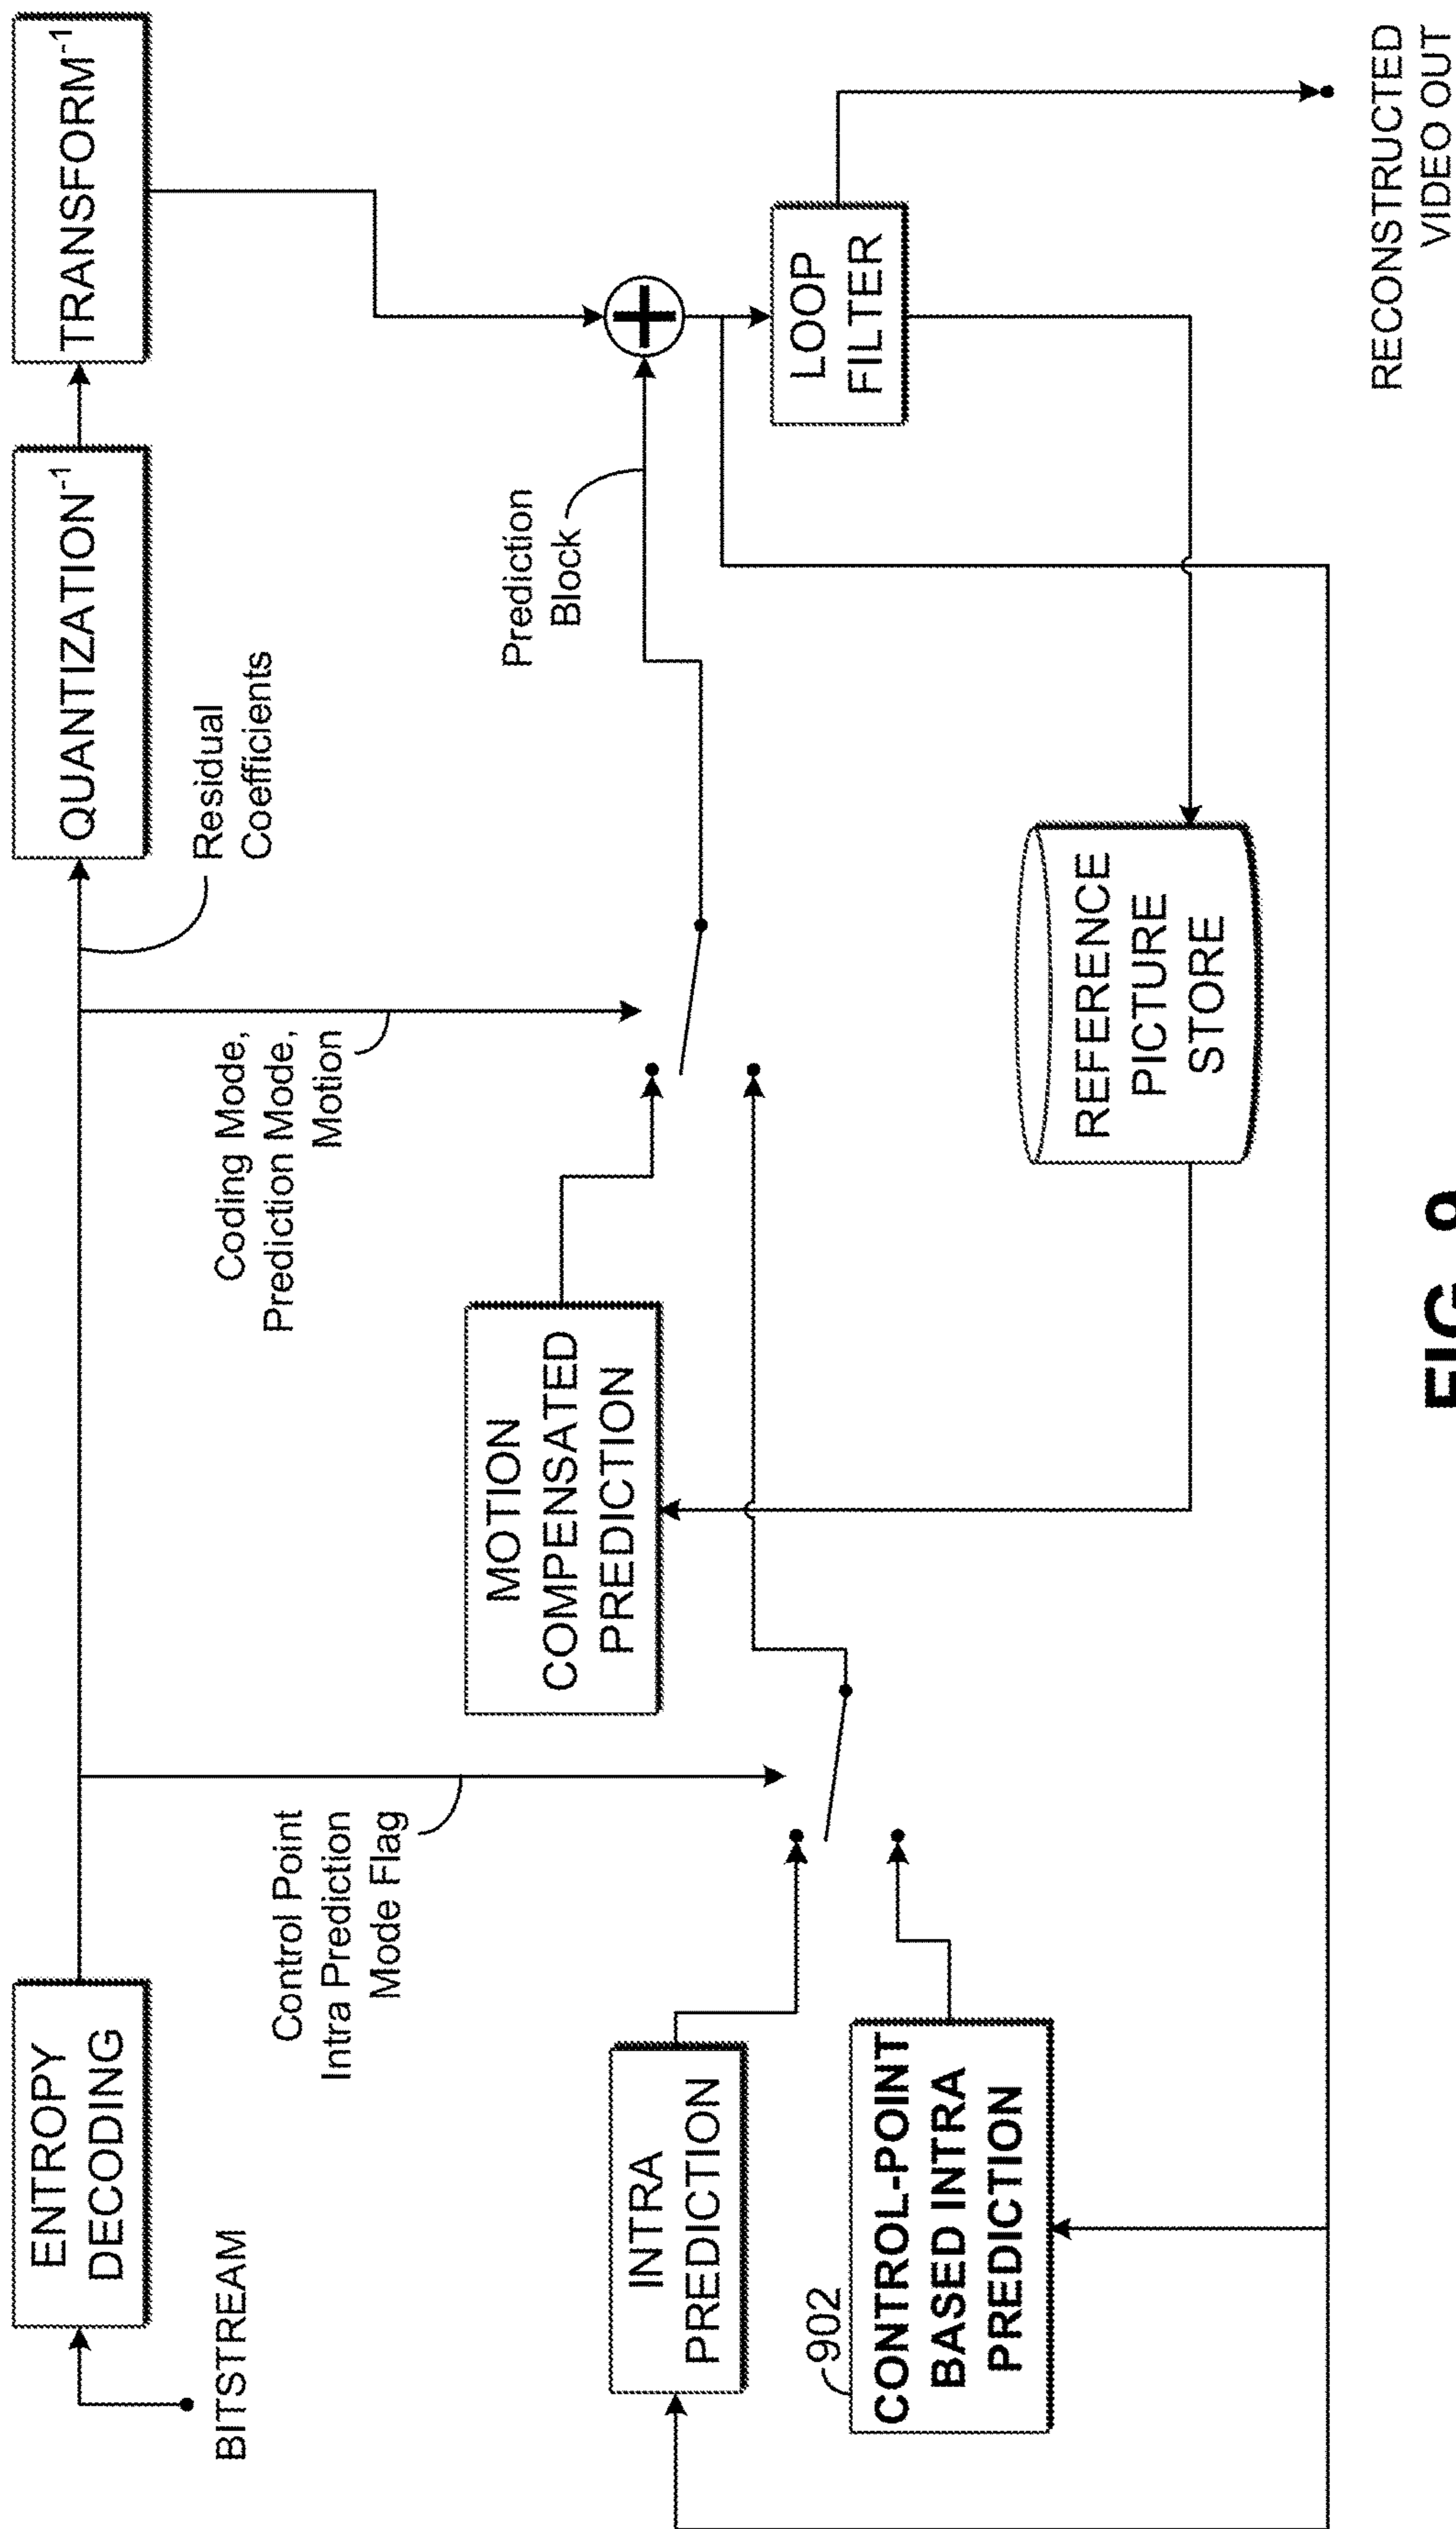 ENTROPY
DECODING
BITSTREAM
QUANTIZATION-1
TRANSFORM-1
Residual
Coefficients
Control Point
Intra Prediction
Mode Flag
Coding Mode,
Prediction Mode,
Motion
MOTION
COMPENSATED
PREDICTION
Prediction
Block
INTRA
PREDICTION
902
CONTROL-POINT
BASED INTRA
PREDICTION
LOOP
FILTER
REFERENCE
PICTURE
STORE
RECONSTRUCTED
VIDEO OUT
FIG. 9